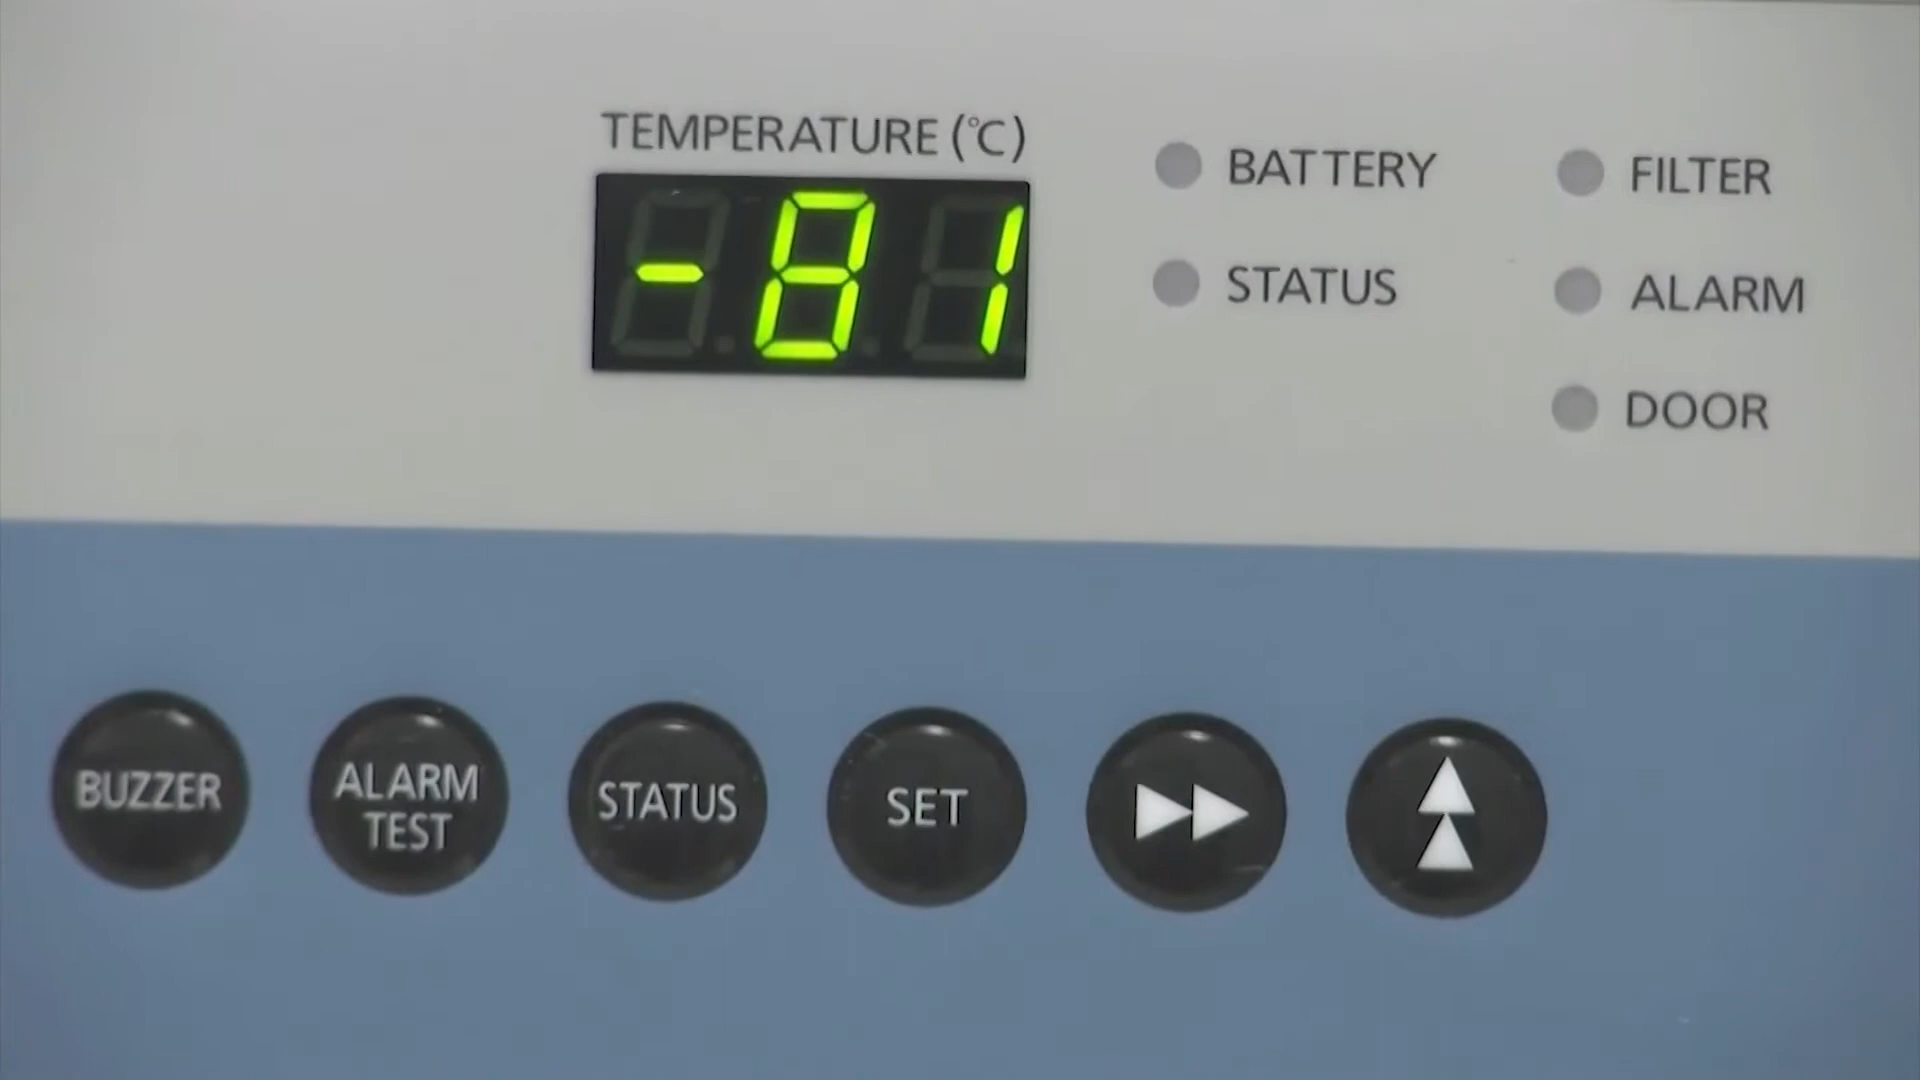 TEMPERATURE (°C)
-81
BATTERY
FILTER
STATUS
ALARM
DOOR
BUZZER
ALARM
TEST
STATUS
SET